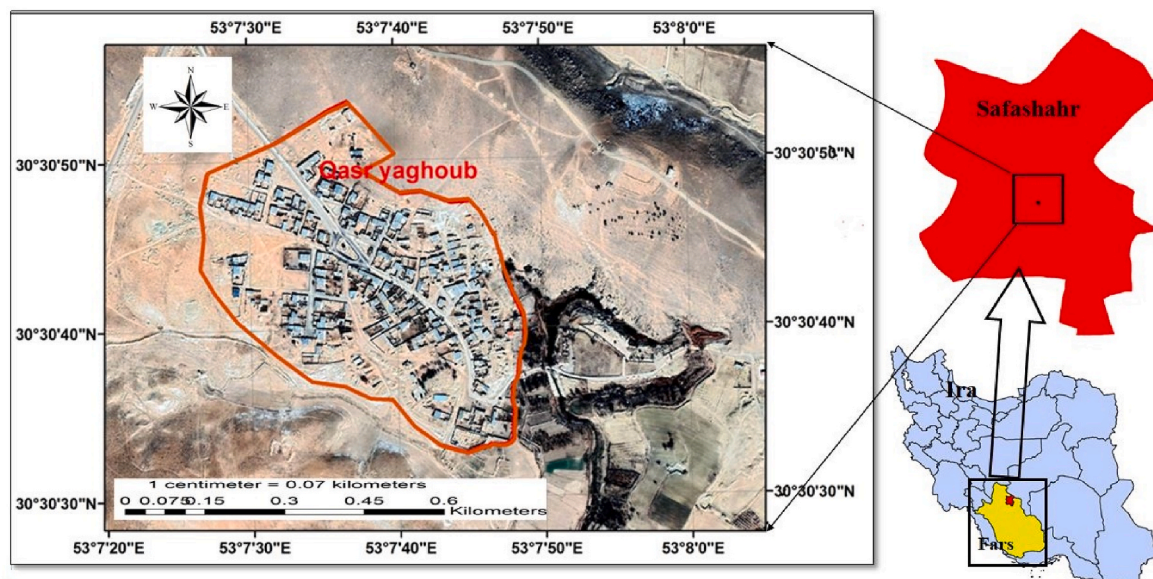 53°7'30"E 53°7'40"E 53°7'50"E 53°8'0"E
N
W E
S
Safashahr
30°30'50"N 30°30'50"N
Qasr yaghoub
30°30'40"N 30°30'40"N
Ira
1 centimeter = 0.07 kilometers
0 0.075 0.15 0.3 0.45 0.6
Kilometers
30°30'30"N 30°30'30"N
Fars
53°7'20"E 53°7'30"E 53°7'40"E 53°7'50"E 53°8'0"E